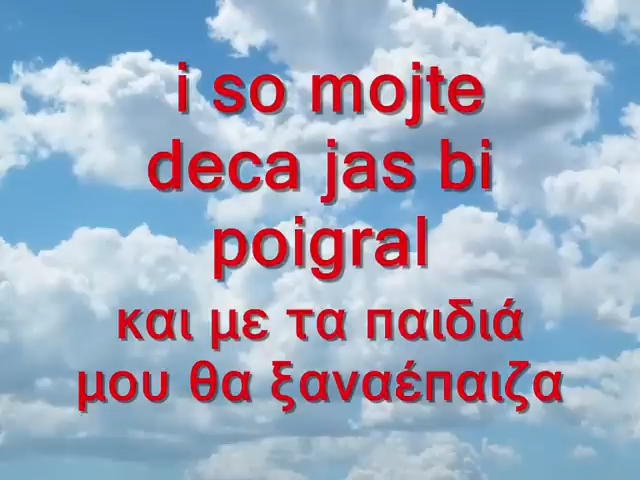 i so mojte
deca jas bi
poigral
και με τα παιδιά
μου θα ξαναέπαιζα